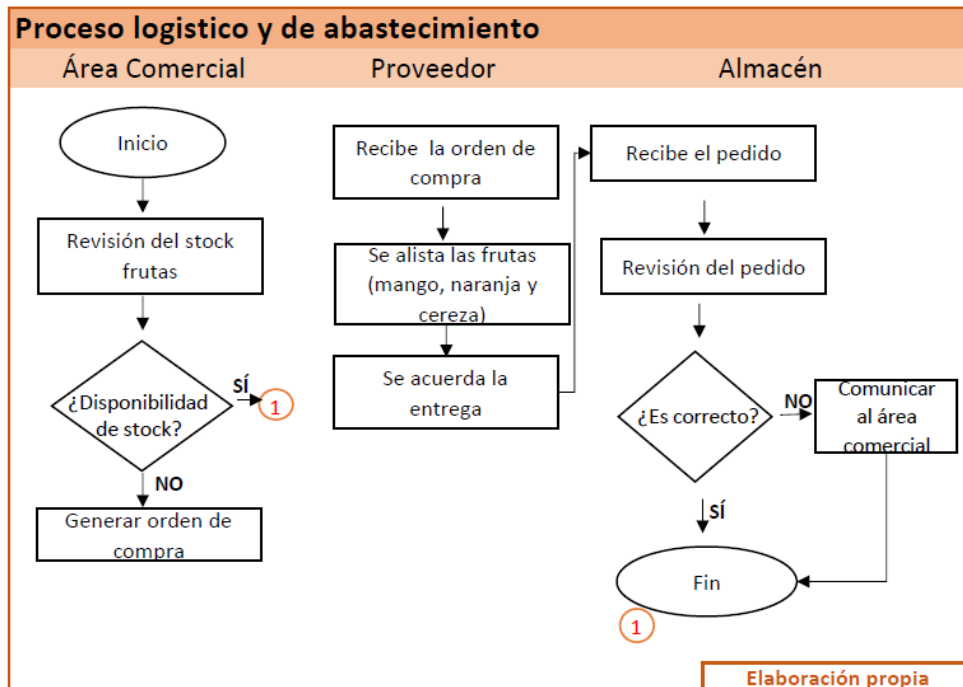 Proceso logistico y de abastecimiento
Área Comercial
Proveedor
Almacén
Inicio
Revisión del stock
frutas
¿Disponibilidad
de stock?
SÍ
1
NO
Generar orden de
compra
Recibe la orden de
compra
Se alista las frutas
(mango, naranja y
cereza)
Se acuerda la
entrega
Recibe el pedido
Revisión del pedido
¿Es correcto?
NO
Comunicar
al área
comercial
SÍ
Fin
1
Elaboración propia